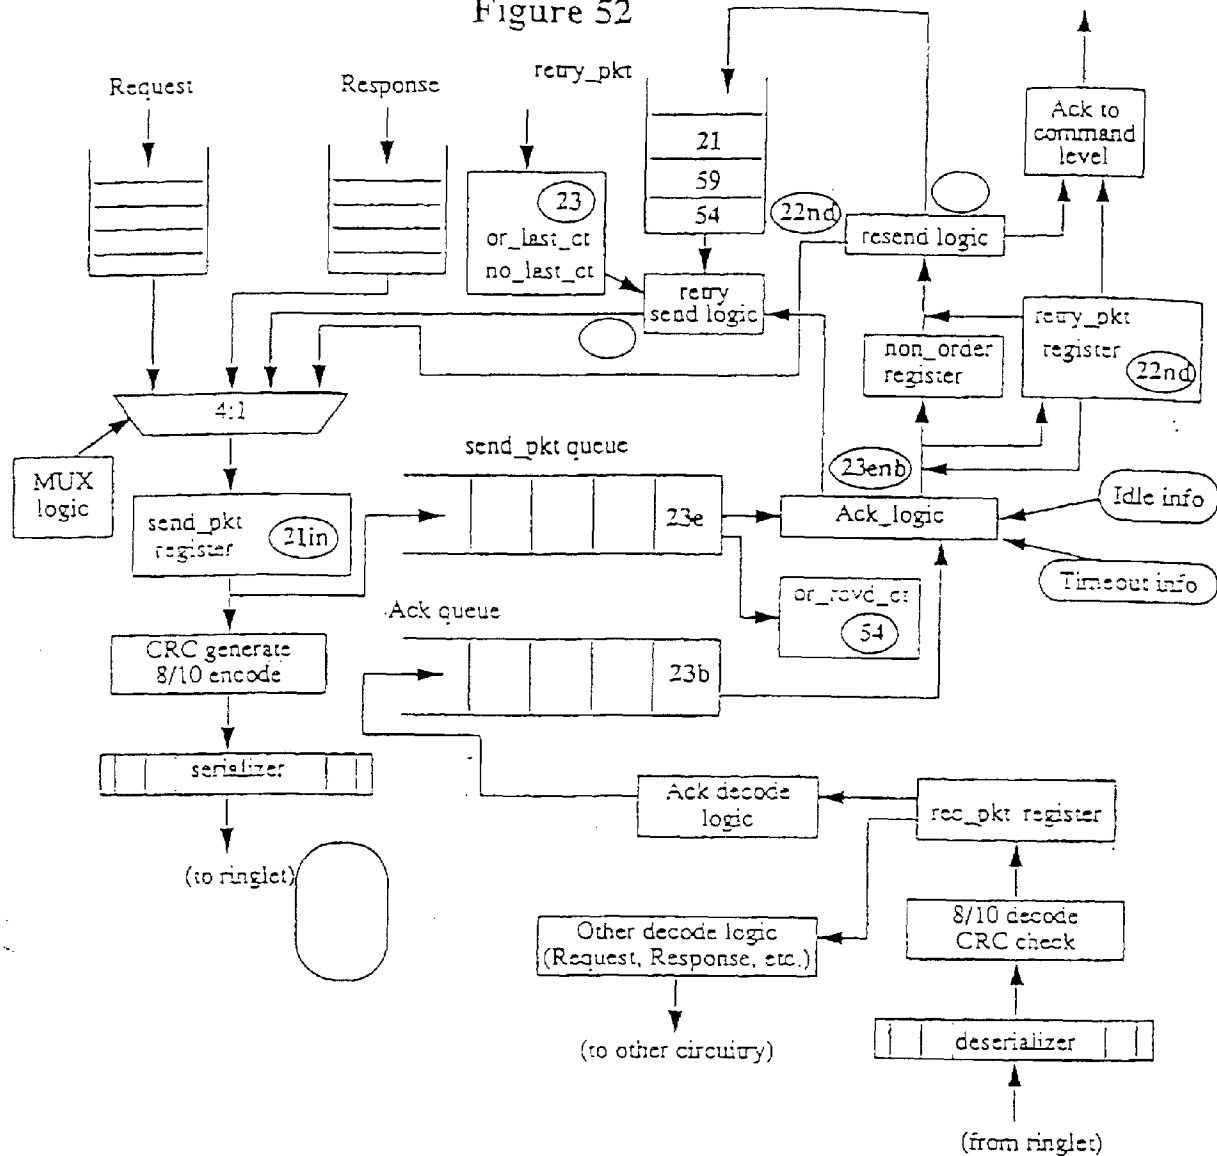 Figure 52
Request
Response
retry_pkt
21
59
54
23
or_last_ct
no_last_ct
retry
send logic
22nd
resend logic
Ack to
command
level
retry_pkt
register
22nd
non_order
register
4:1
MUX
logic
send_pkt
register
21in
send_pkt queue
23e
23enb
Ack_logic
Idle info
Timeout info
or_rcvd_ct
54
Ack queue
23b
CRC generate
8/10 encode
serializer
(to ringlet)
Ack decode
logic
rec_pkt register
Other decode logic
(Request, Response, etc.)
(to other circuitry)
8/10 decode
CRC check
deserializer
(from ringlet)